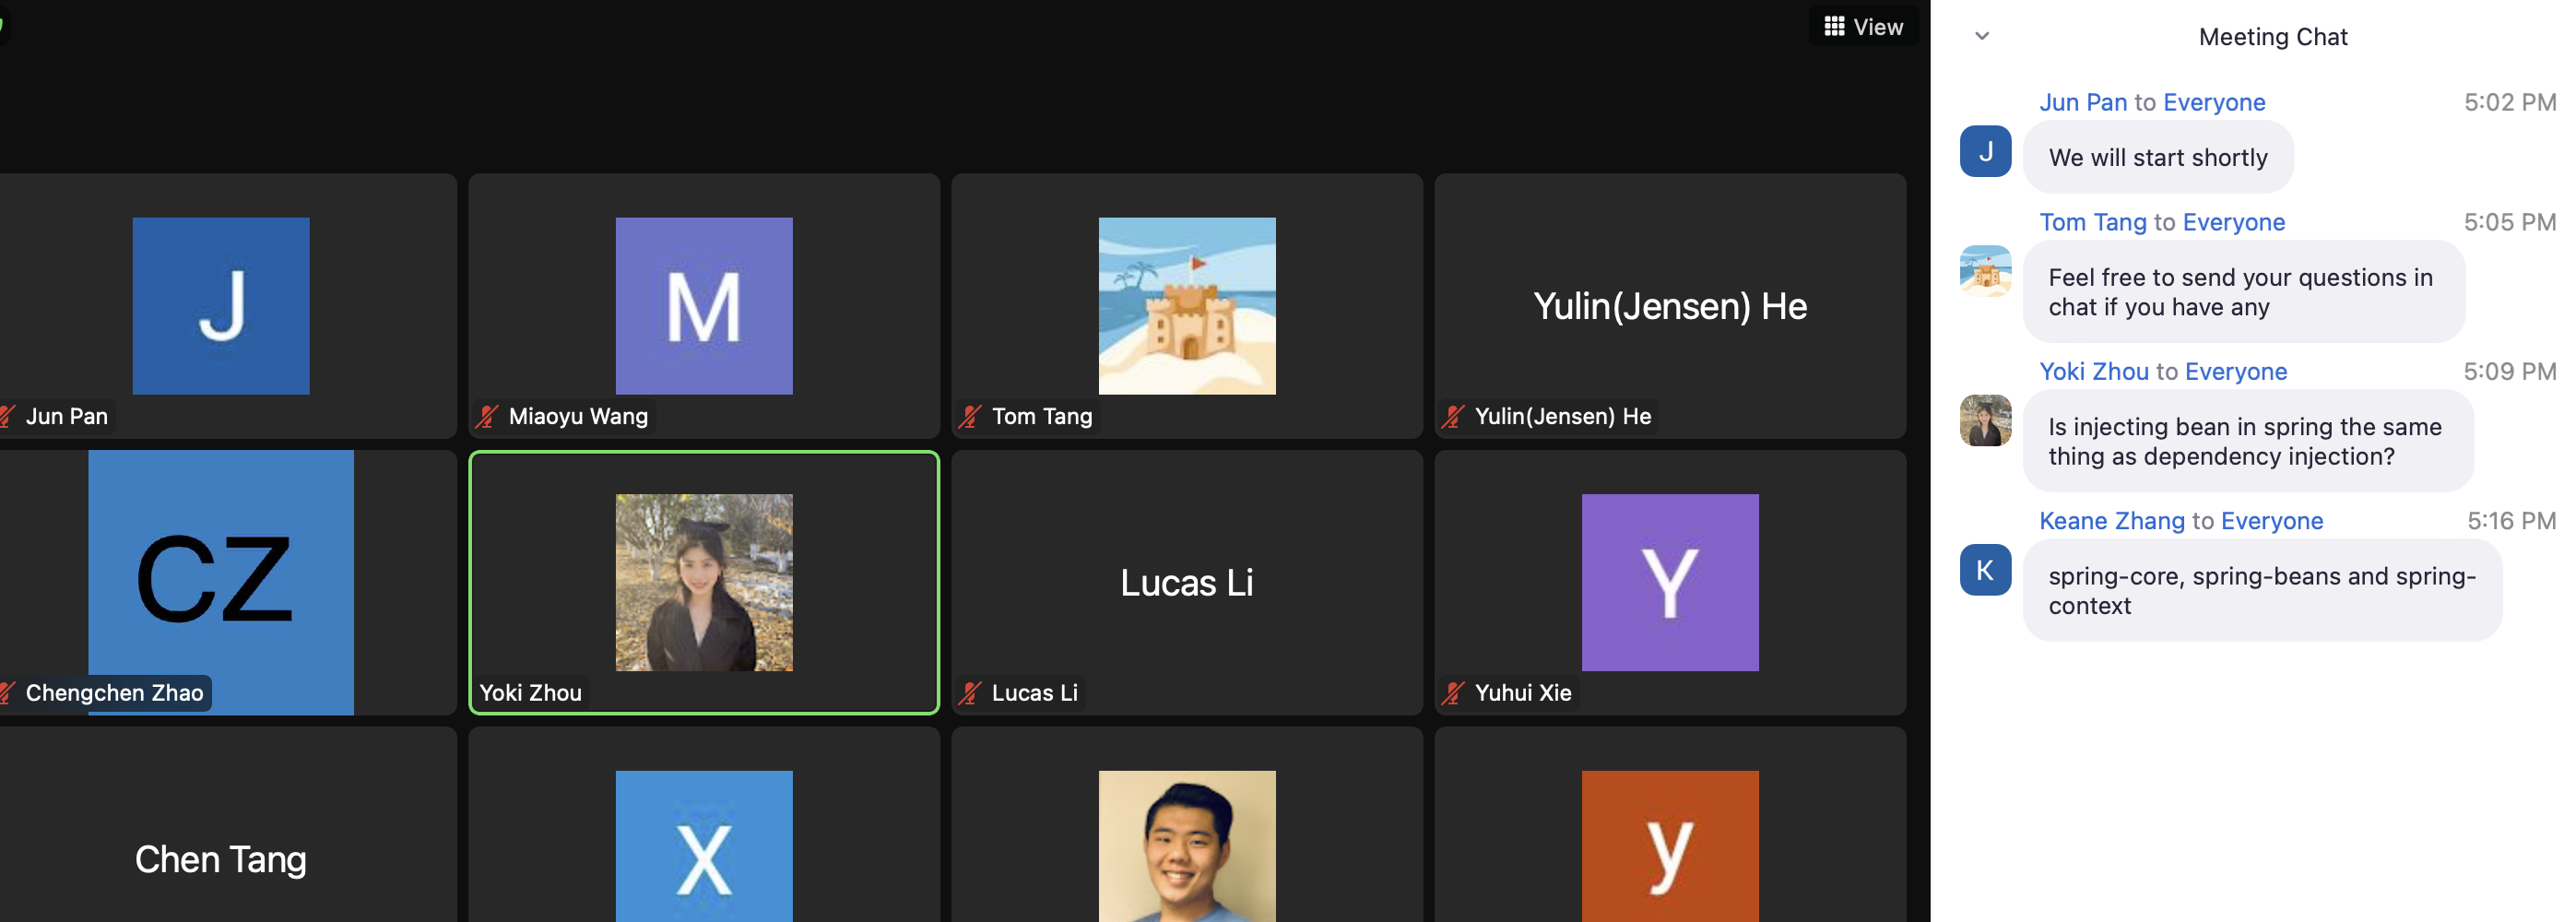 View
J
Jun Pan
M
Miaoyu Wang
Tom Tang
Yulin(Jensen) He
Yulin(Jensen) He
CZ
Chengchen Zhao
Yoki Zhou
Lucas Li
Lucas Li
Y
Yuhui Xie
Chen Tang
X
y
Meeting Chat
Jun Pan to Everyone 5:02 PM
J
We will start shortly
Tom Tang to Everyone 5:05 PM
Feel free to send your questions in
chat if you have any
Yoki Zhou to Everyone 5:09 PM
Is injecting bean in spring the same
thing as dependency injection?
Keane Zhang to Everyone 5:16 PM
K
spring-core, spring-beans and spring-
context